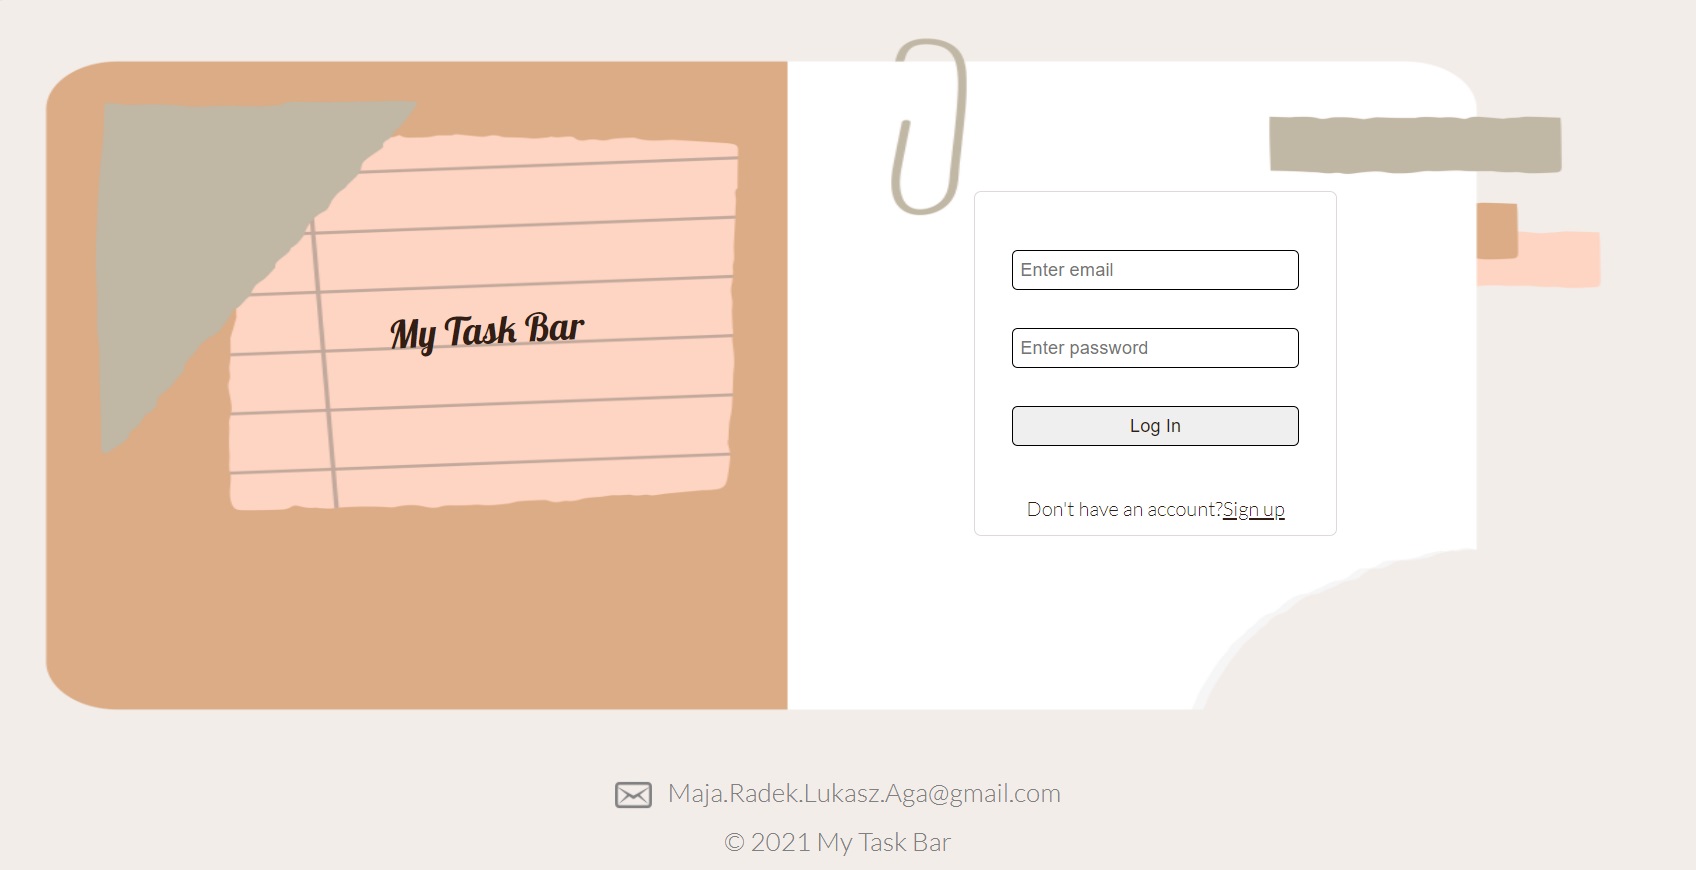 My Task Bar
Enter email
Enter password
Log In
Don't have an account?Sign up
Maja.Radek.Lukasz.Aga@gmail.com
© 2021 My Task Bar